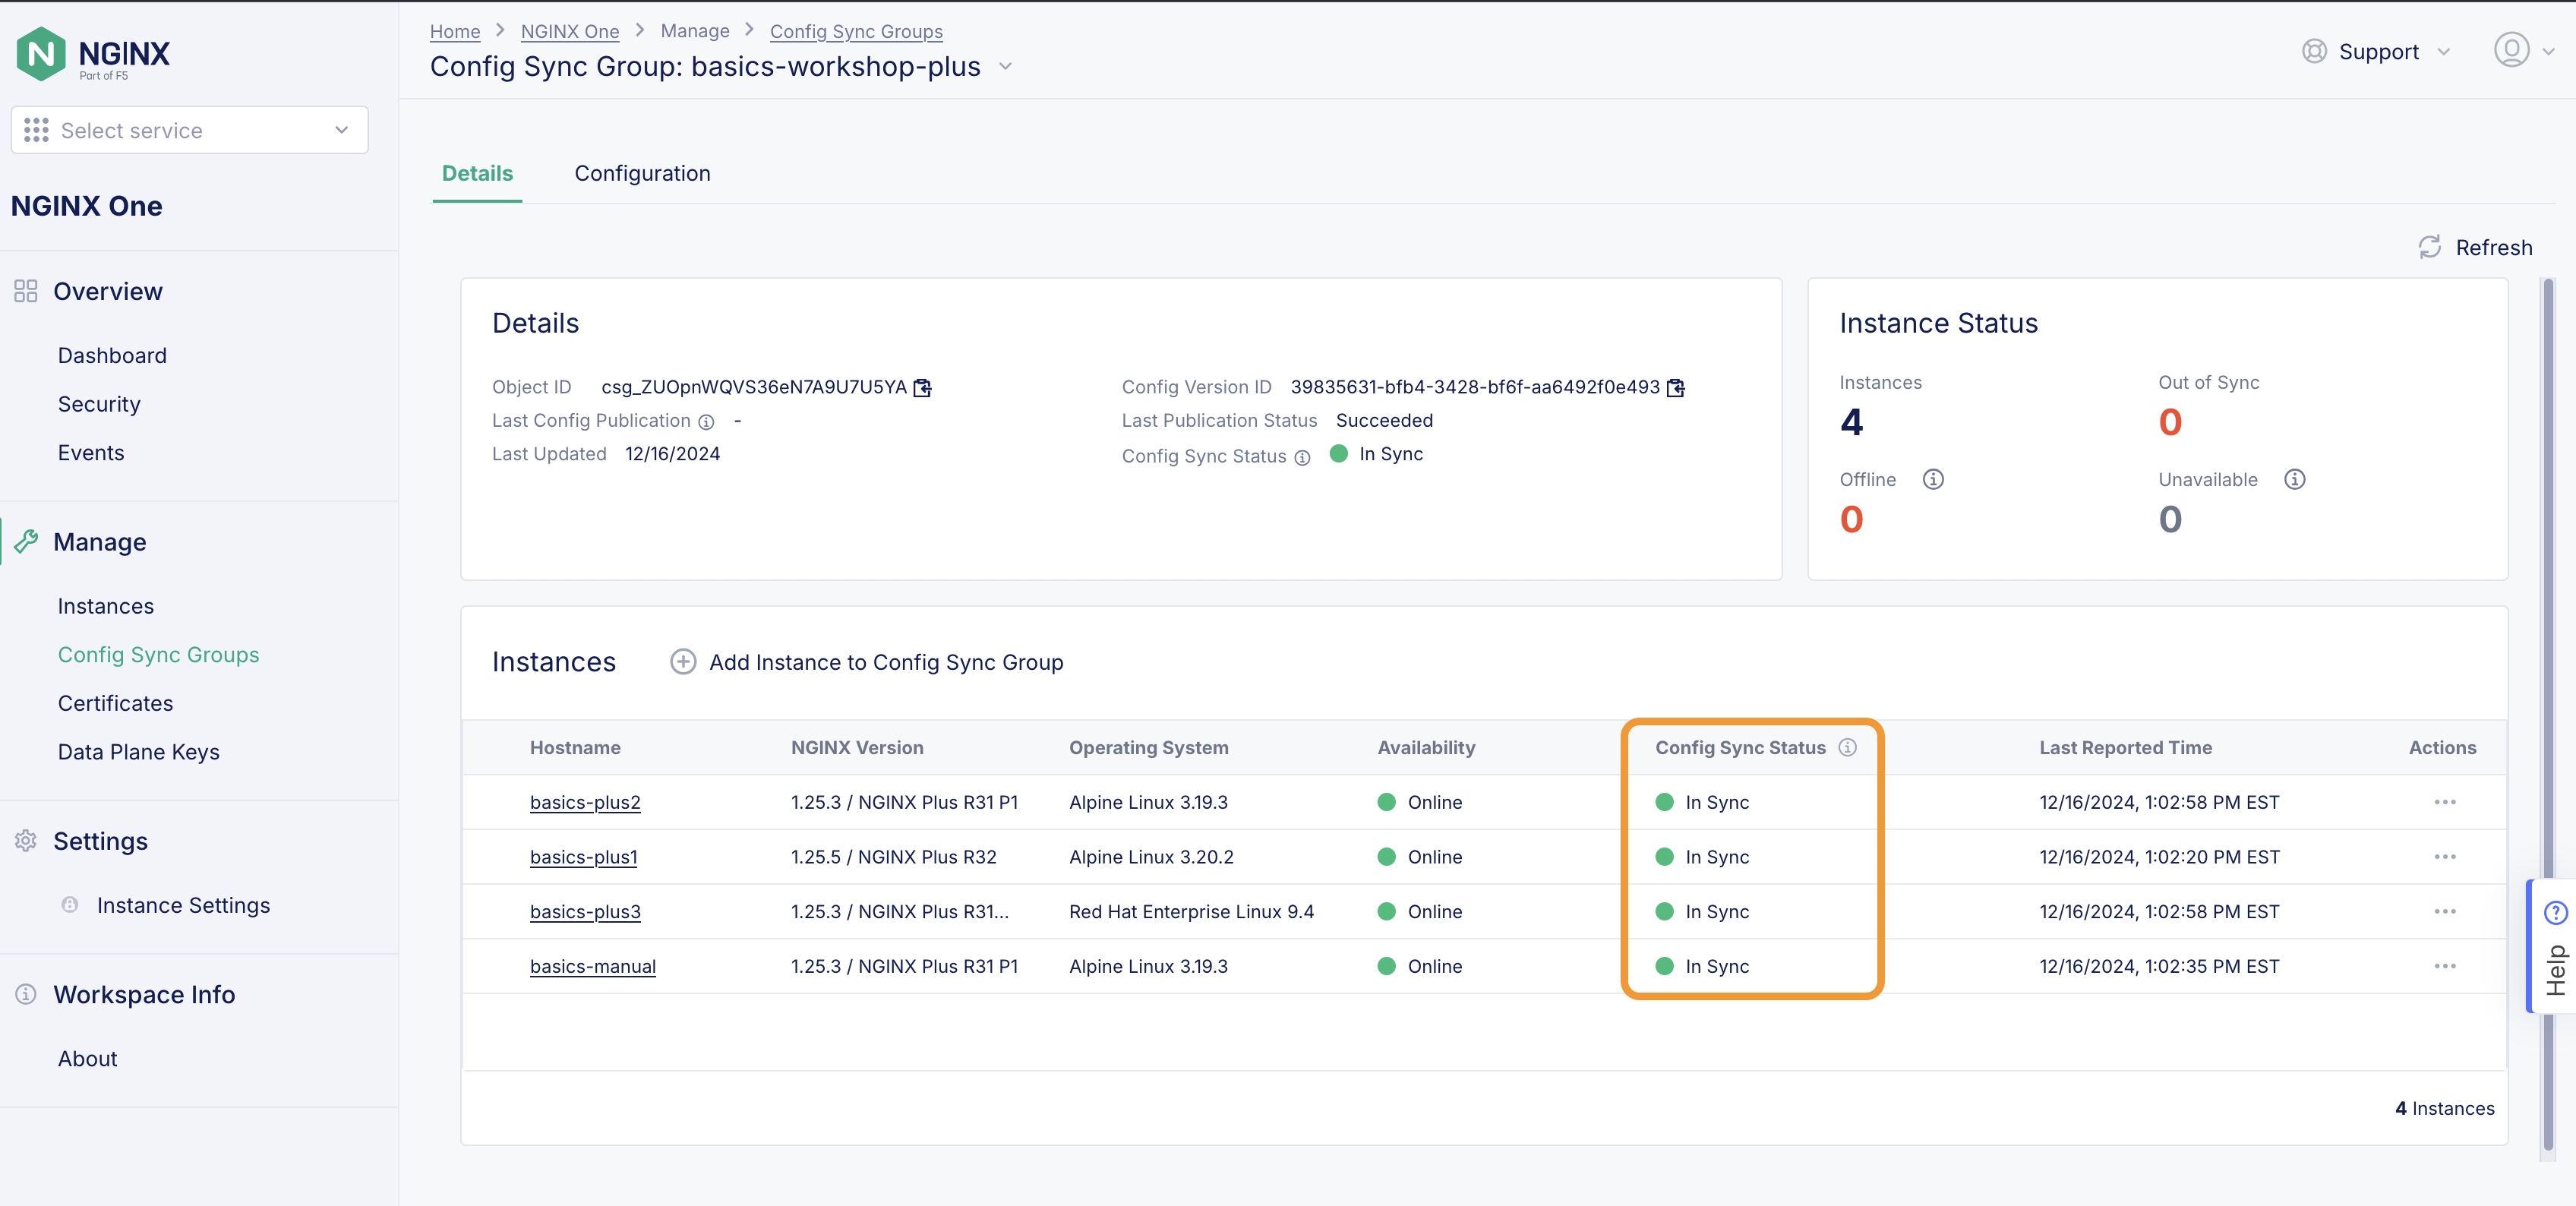 NGINX
Part of F5
Select service
NGINX One
Overview
Dashboard
Security
Events
Manage
Instances
Config Sync Groups
Certificates
Data Plane Keys
Settings
Instance Settings
Workspace Info
About
Home > NGINX One > Manage > Config Sync Groups
Config Sync Group: basics-workshop-plus
Support
Details Configuration
Refresh
Details
Object ID csg_ZUOpnWQVS36eN7A9U7U5YA
Last Config Publication -
Last Updated 12/16/2024
Config Version ID 39835631-bfb4-3428-bf6f-aa6492f0e493
Last Publication Status Succeeded
Config Sync Status In Sync
Instance Status
Instances Out of Sync
4 0
Offline Unavailable
0 0
Instances Add Instance to Config Sync Group
Hostname NGINX Version Operating System Availability Config Sync Status Last Reported Time Actions
basics-plus2 1.25.3 / NGINX Plus R31 P1 Alpine Linux 3.19.3 Online In Sync 12/16/2024, 1:02:58 PM EST ...
basics-plus1 1.25.5 / NGINX Plus R32 Alpine Linux 3.20.2 Online In Sync 12/16/2024, 1:02:20 PM EST ...
basics-plus3 1.25.3 / NGINX Plus R31... Red Hat Enterprise Linux 9.4 Online In Sync 12/16/2024, 1:02:58 PM EST ...
basics-manual 1.25.3 / NGINX Plus R31 P1 Alpine Linux 3.19.3 Online In Sync 12/16/2024, 1:02:35 PM EST ...
4 Instances
Help